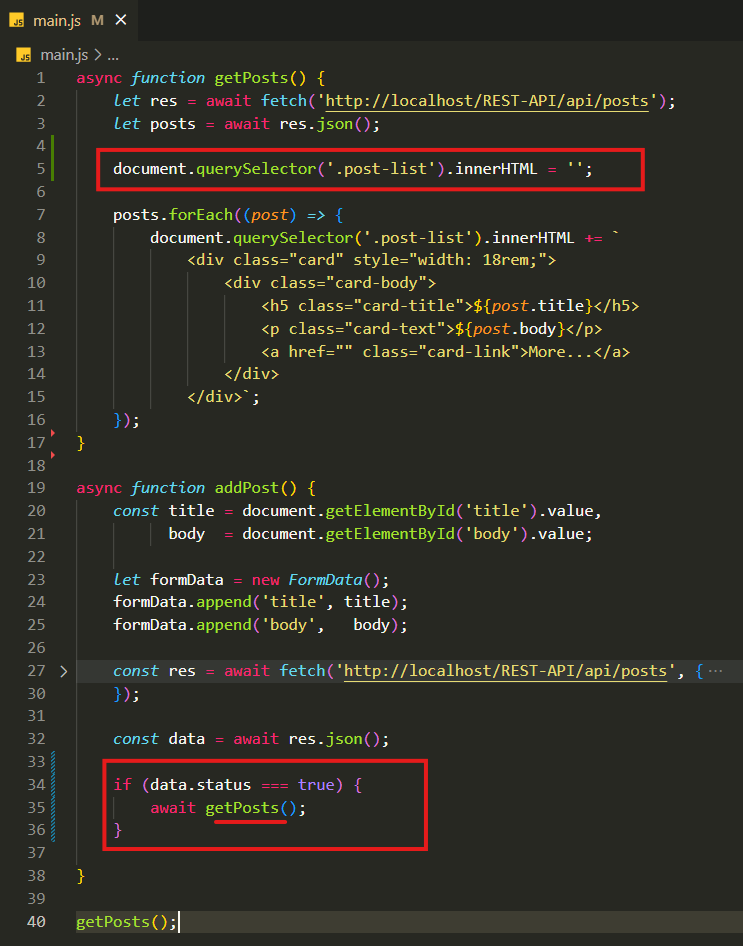 JS main.js M ×
JS main.js > ...
1 async function getPosts() {
2 let res = await fetch('http://localhost/REST-API/api/posts');
3 let posts = await res.json();
4
5 document.querySelector('.post-list').innerHTML = '';
6
7 posts.forEach((post) => {
8 document.querySelector('.post-list').innerHTML += `
9 <div class="card" style="width: 18rem;">
10 <div class="card-body">
11 <h5 class="card-title">${post.title}</h5>
12 <p class="card-text">${post.body}</p>
13 <a href="" class="card-link">More...</a>
14 </div>
15 </div>`;
16 });
17 }
18
19 async function addPost() {
20 const title = document.getElementById('title').value,
21 body = document.getElementById('body').value;
22
23 let formData = new FormData();
24 formData.append('title', title);
25 formData.append('body', body);
26
27 > const res = await fetch('http://localhost/REST-API/api/posts', { ···
30 });
31
32 const data = await res.json();
33
34 if (data.status === true) {
35 await getPosts();
36 }
37
38 }
39
40 getPosts();